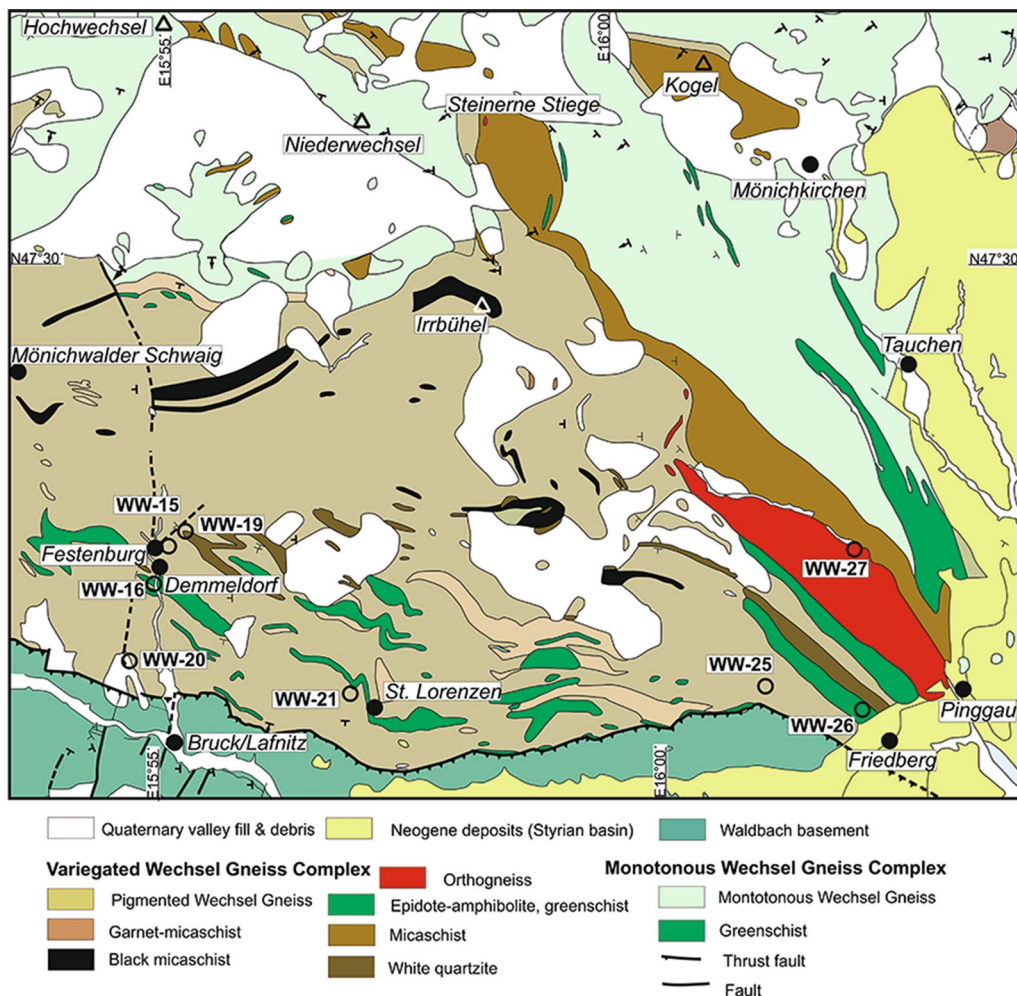 Hochwechsel
E15°55´
E16°00´
Kogel
Steinerne Stiege
Niederwechsel
Mönichkirchen
N47°30´
N47°30´
Irrbühel
Tauchen
Mönichwalder Schwaig
WW-15
WW-19
Festenburg
WW-27
WW-16
Demmeldorf
WW-20
WW-25
WW-21
St. Lorenzen
WW-26
Pinggau
Bruck/Lafnitz
E15°55´
E16°00´
Friedberg
Quaternary valley fill & debris
Neogene deposits (Styrian basin)
Waldbach basement
Variegated Wechsel Gneiss Complex
Monotonous Wechsel Gneiss Complex
Orthogneiss
Pigmented Wechsel Gneiss
Epidote-amphibolite, greenschist
Montotonous Wechsel Gneiss
Garnet-micaschist
Micaschist
Greenschist
Black micaschist
White quartzite
Thrust fault
Fault